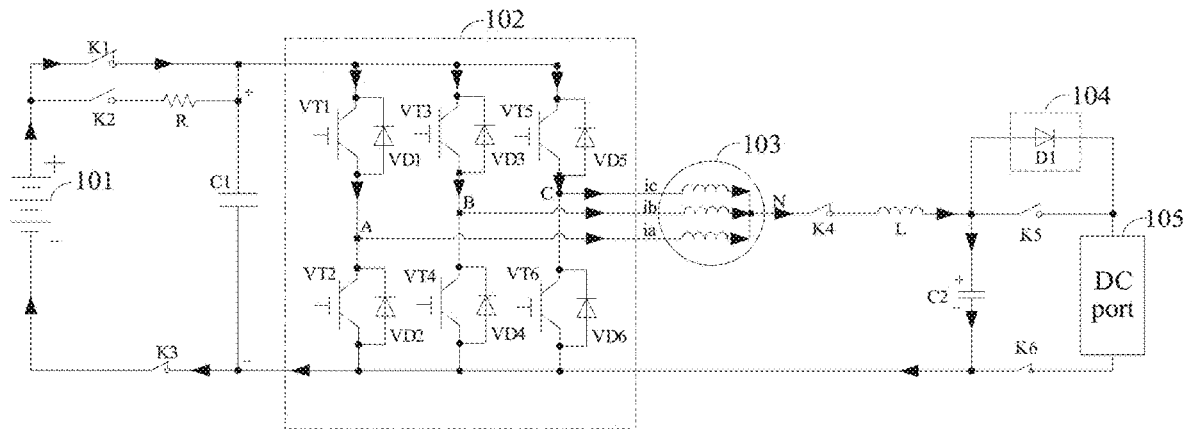 102
K1
104
K2
R
VT1
VT3
VT5
D1
VD1
VD3
VD5
103
101
C1
ic
C
N
B
ib
A
ia
K4
L
K5
105
VT2
VT4
VT6
C2
DC
port
VD2
VD4
VD6
K3
K6